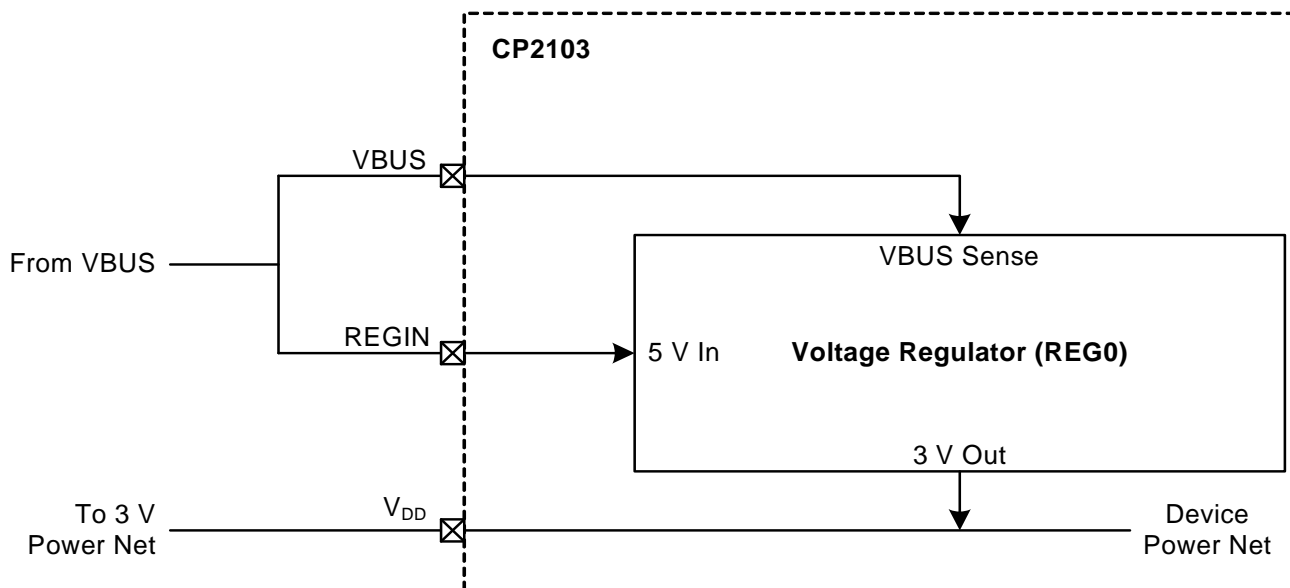 CP2103
VBUS
From VBUS
VBUS Sense
REGIN
5 V In
Voltage Regulator (REG0)
3 V Out
To 3 V
Power Net
VDD
Device
Power Net